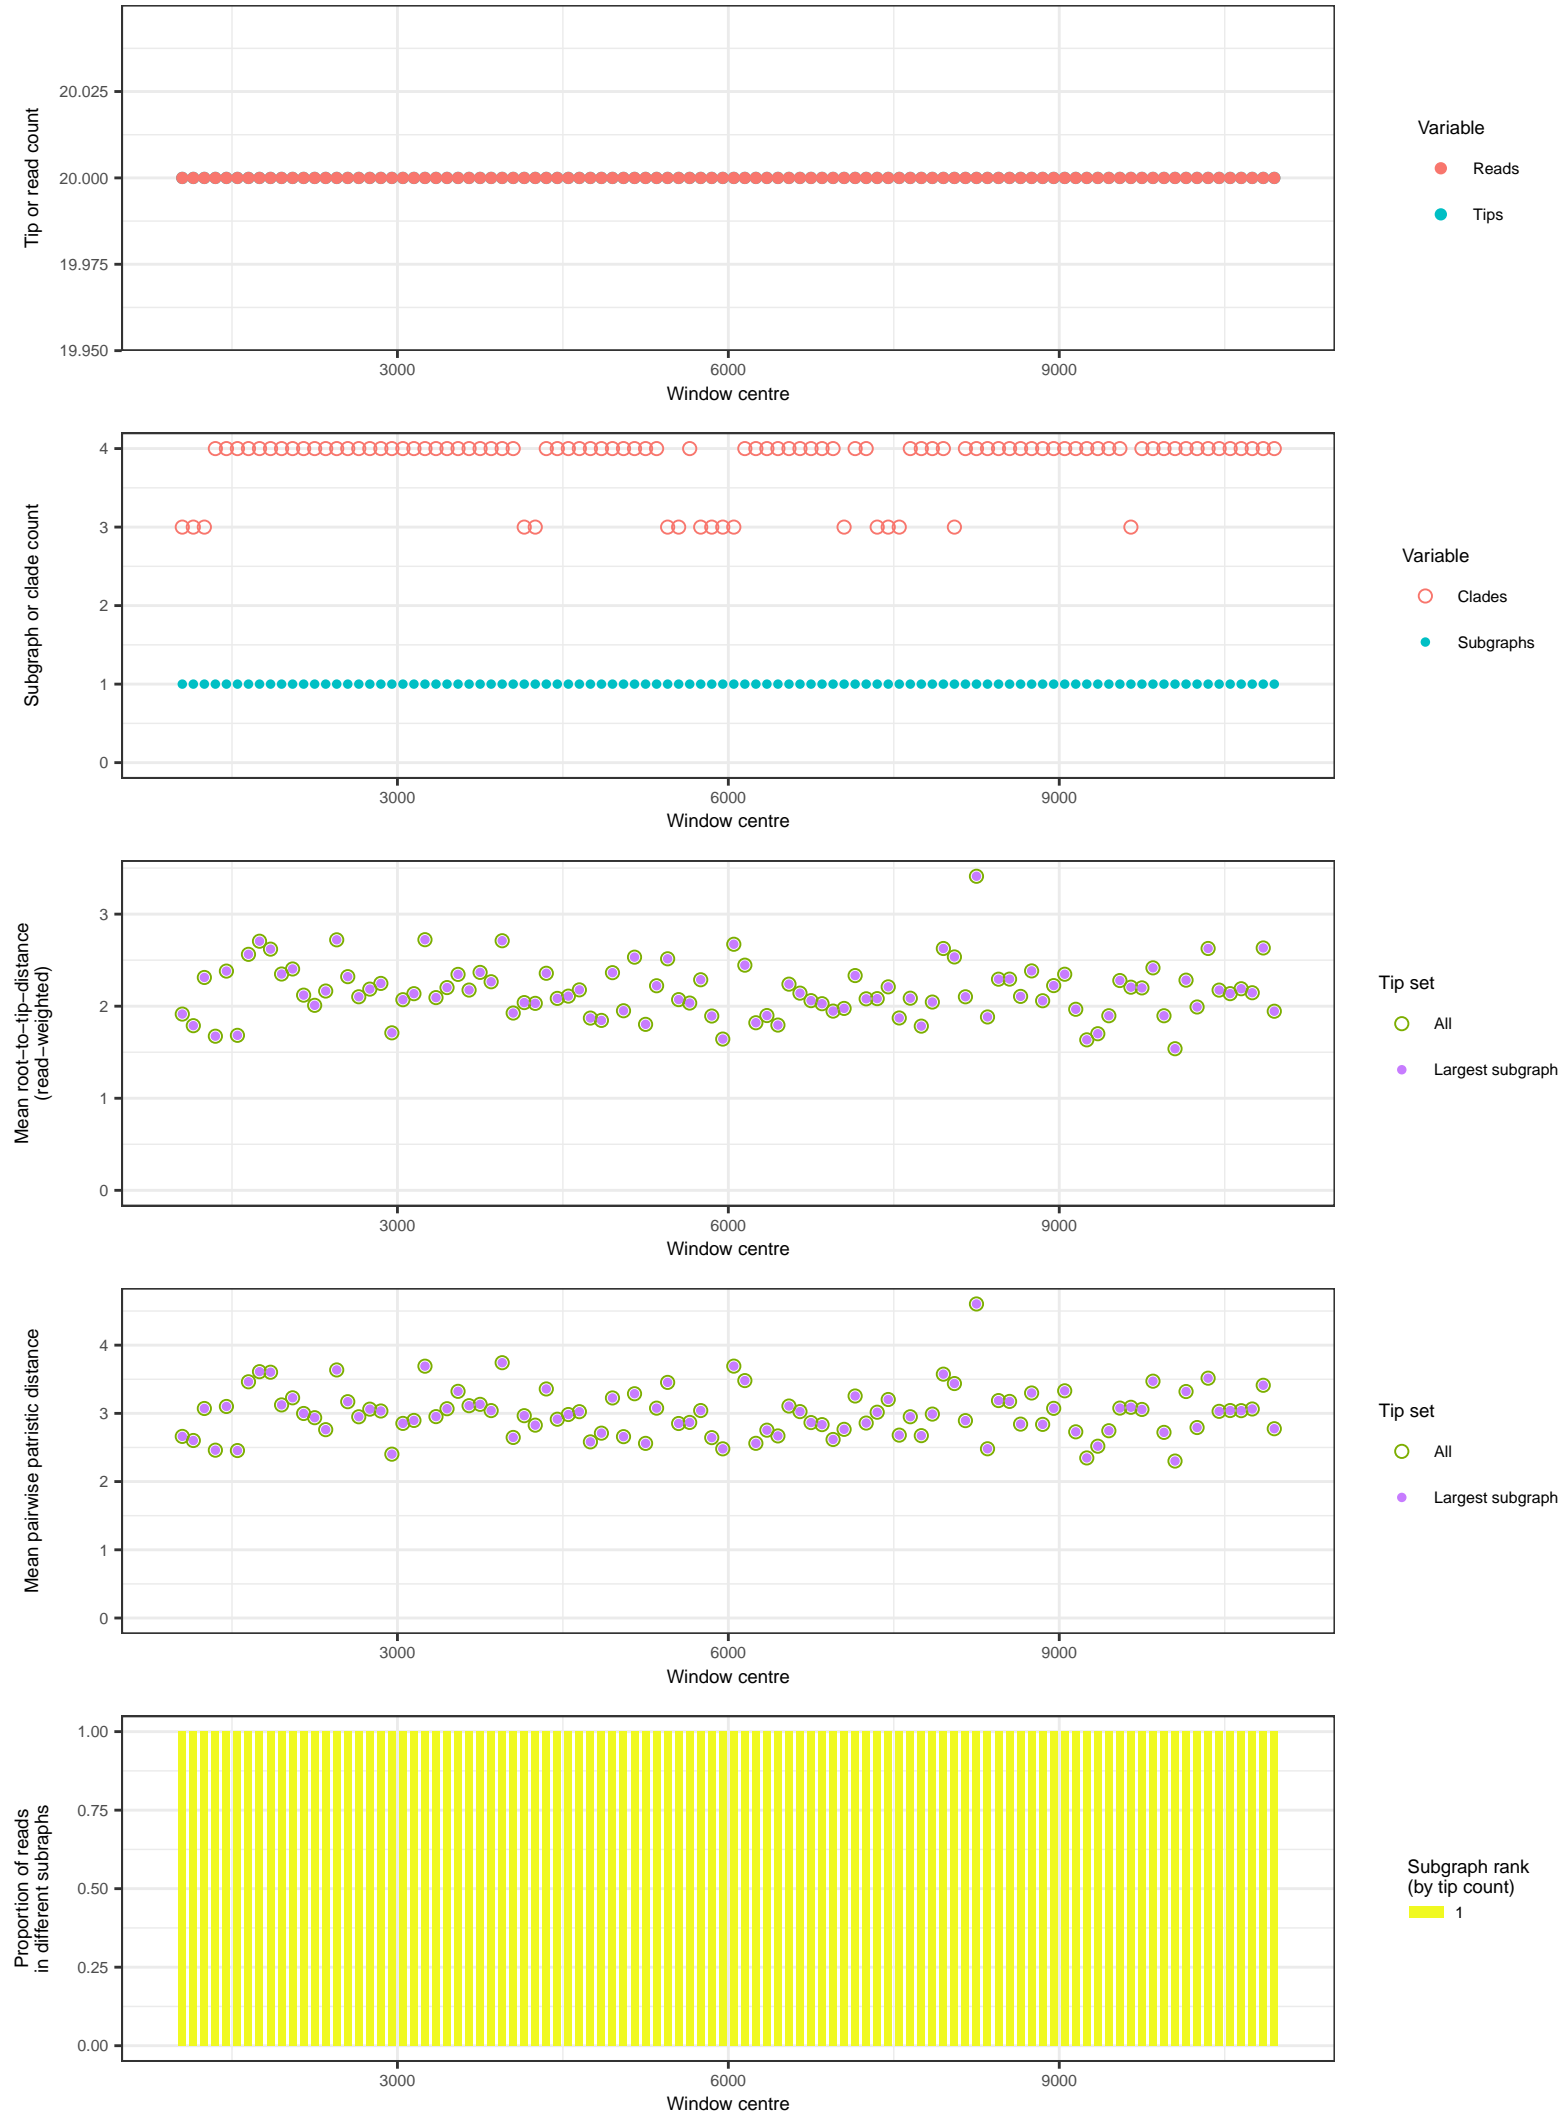 Tip or read count
20.025
20.000
19.975
19.950
3000
6000
9000
Window centre
Variable
Reads
Tips
Subgraph or clade count
4
3
2
1
0
3000
6000
9000
Window centre
Variable
Clades
Subgraphs
Mean root−to−tip−distance
(read−weighted)
3
2
1
0
3000
6000
9000
Window centre
Tip set
All
Largest subgraph
Mean pairwise patristic distance
4
3
2
1
0
3000
6000
9000
Window centre
Tip set
All
Largest subgraph
Proportion of reads
in different subraphs
1.00
0.75
0.50
0.25
0.00
3000
6000
9000
Window centre
Subgraph rank
(by tip count)
1